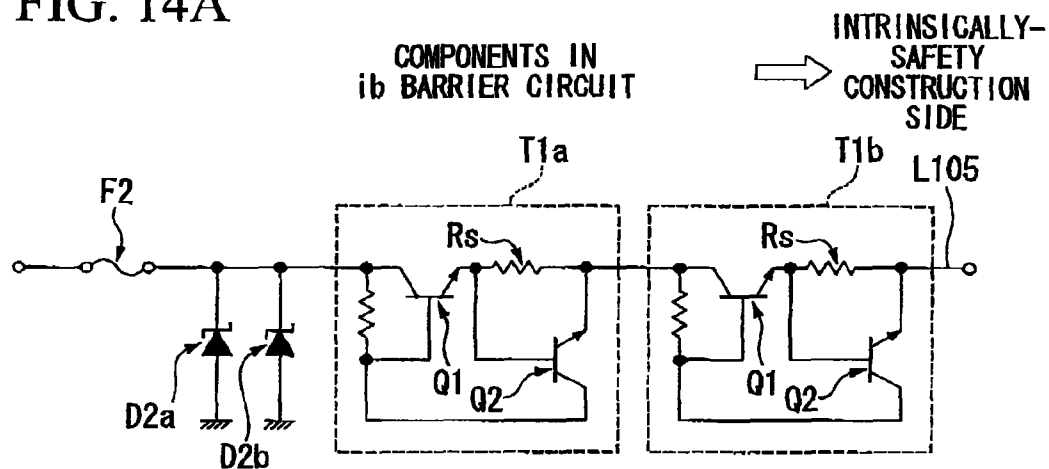 FIG. 14A
COMPONENTS IN
ib BARRIER CIRCUIT
INTRINSICALLY-
SAFETY
CONSTRUCTION
SIDE
T1a
T1b
L105
F2
Rs
Rs
Q1
Q2
Q1
Q2
D2a
D2b